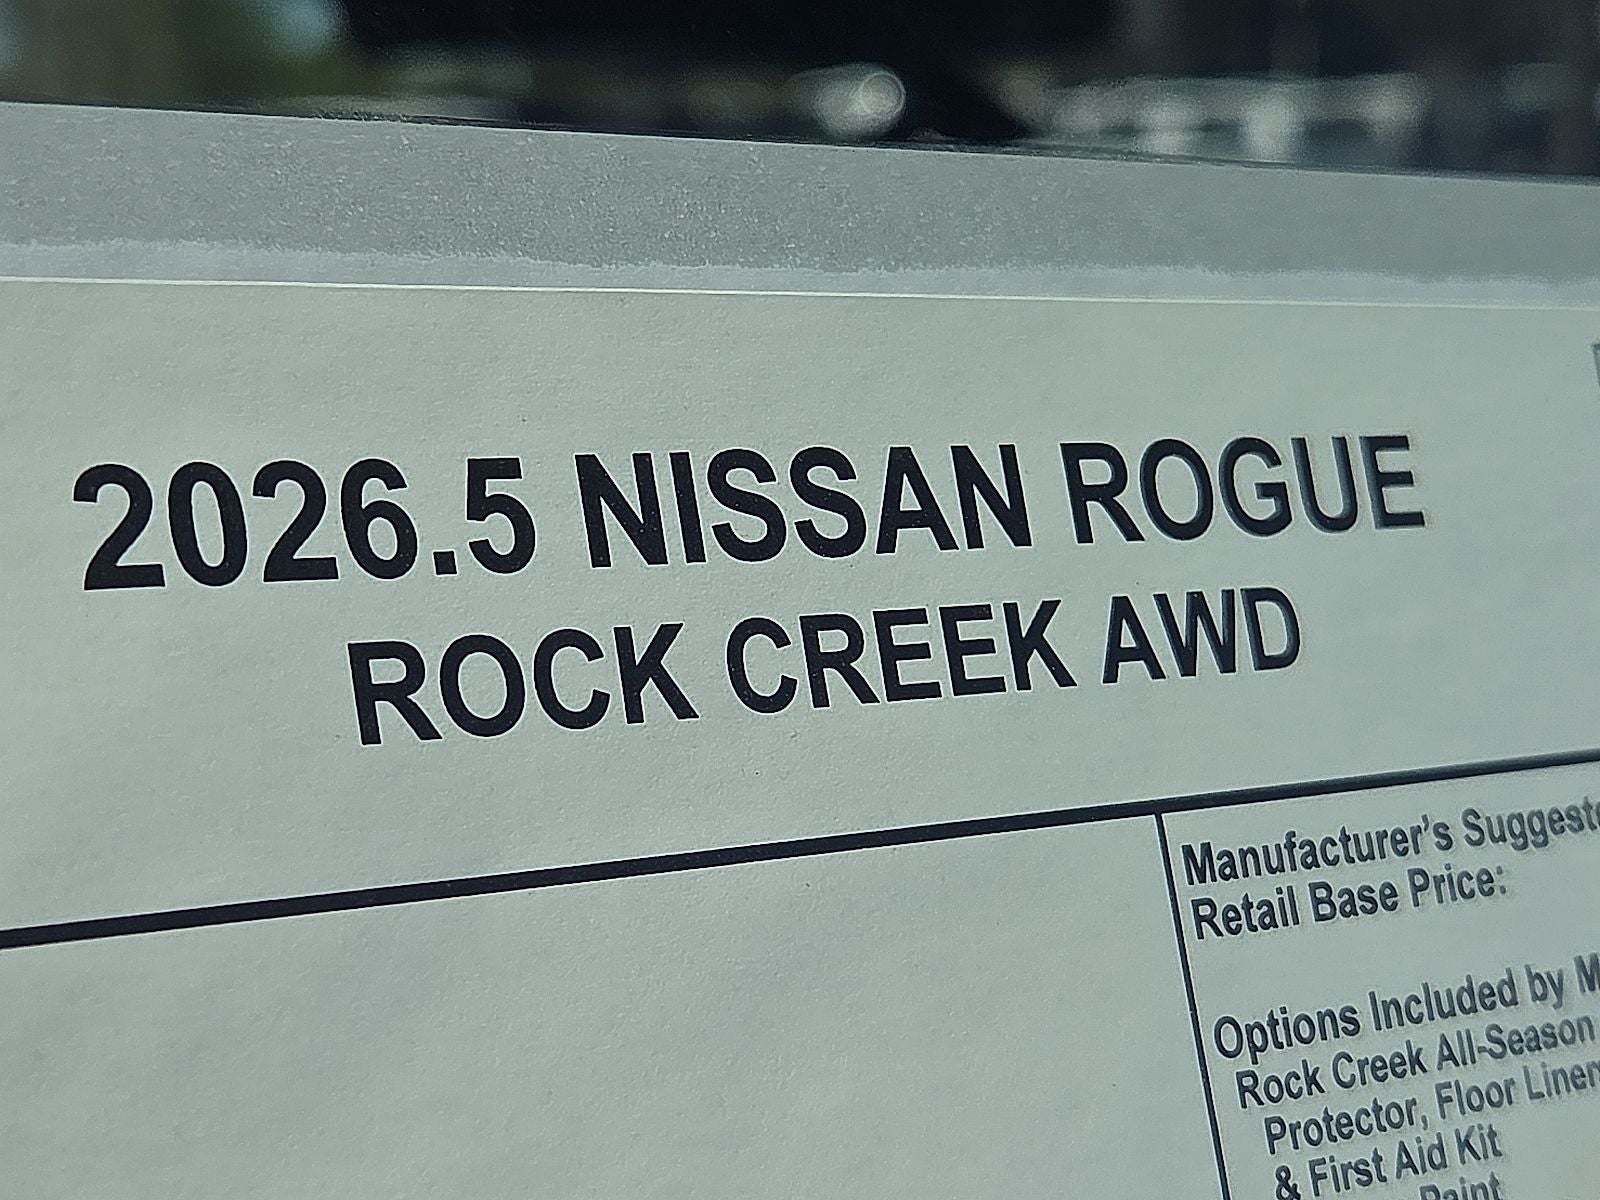 2026.5 NISSAN ROGUE
ROCK CREEK AWD
Manufacturer's Suggeste
Retail Base Price:
Options Included by M
Rock Creek All-Season
Protector, Floor Liner
& First Aid Kit
Paint